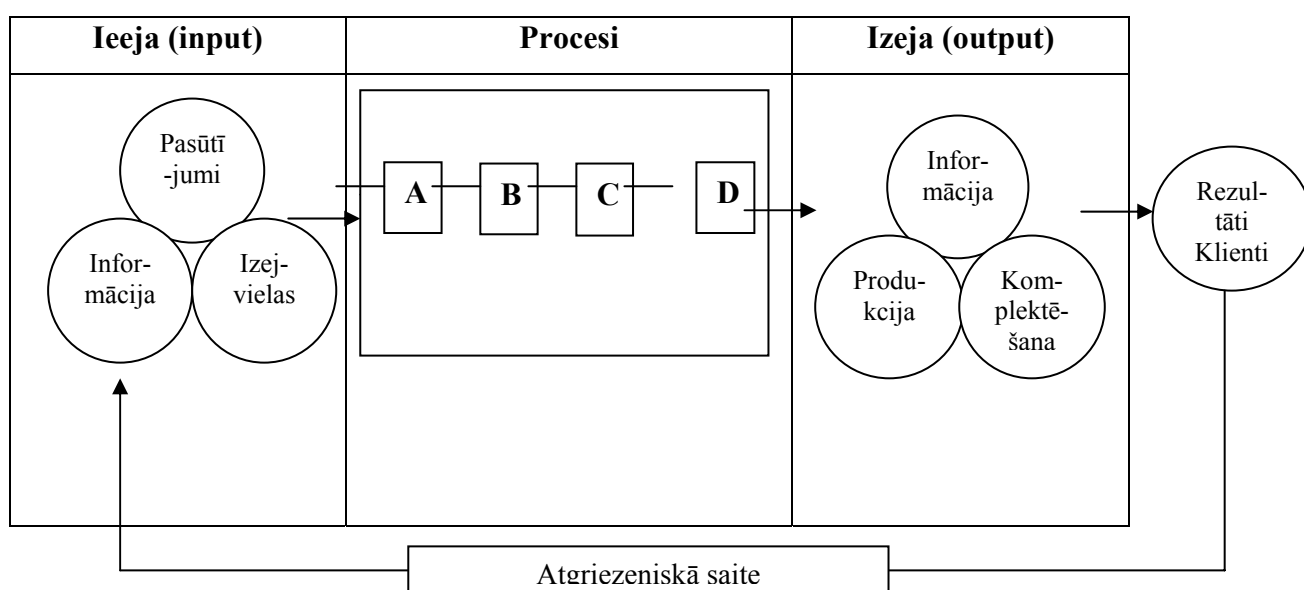 Ieeja (input)
Procesi
Izeja (output)
Pasūtī
-jumi
Infor-
mācija
Izej-
vielas
A
B
C
D
Infor-
mācija
Produ-
kcija
Kom-
plektē-
šana
Rezul-
tāti
Klienti
Atgriezeniskā saite